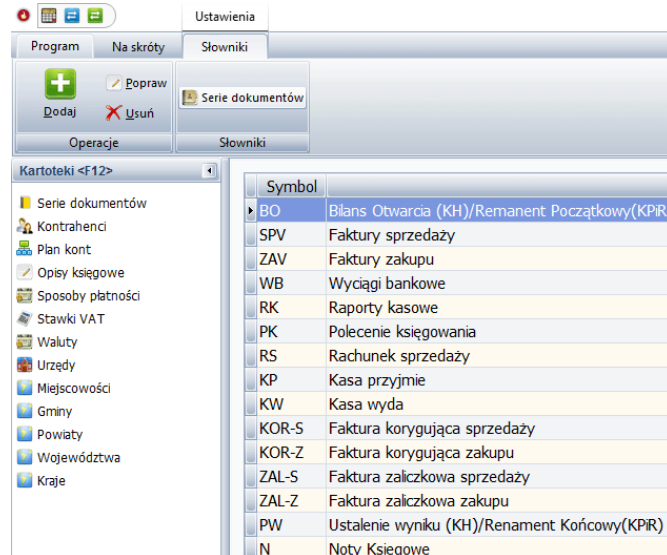 Ustawienia
Program Na skróty Słowniki
Dodaj Popraw Usuń Serie dokumentów
Operacje Słowniki
Kartoteki <F12>
Serie dokumentów
Kontrahenci
Plan kont
Opisy księgowe
Sposoby płatności
Stawki VAT
Waluty
Urzędy
Miejscowości
Gminy
Powiaty
Województwa
Kraje
Symbol
BO Bilans Otwarcia (KH)/Remanent Początkowy(KPiR
SPV Faktury sprzedaży
ZAV Faktury zakupu
WB Wyciągi bankowe
RK Raporty kasowe
PK Polecenie księgowania
RS Rachunek sprzedaży
KP Kasa przyjmie
KW Kasa wyda
KOR-S Faktura korygująca sprzedaży
KOR-Z Faktura korygująca zakupu
ZAL-S Faktura zaliczkowa sprzedaży
ZAL-Z Faktura zaliczkowa zakupu
PW Ustalenie wyniku (KH)/Renament Końcowy(KPiR)
N Noty Księgowe